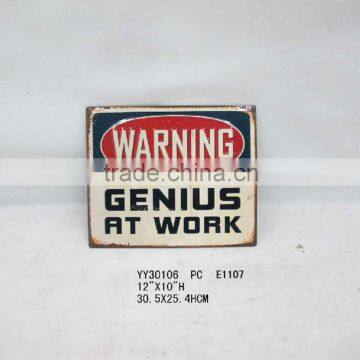 WARNING
trade.china.cn
GENIUS
AT WORK
YY30106 PC E1107
12"X10"H
30.5X25.4HCM